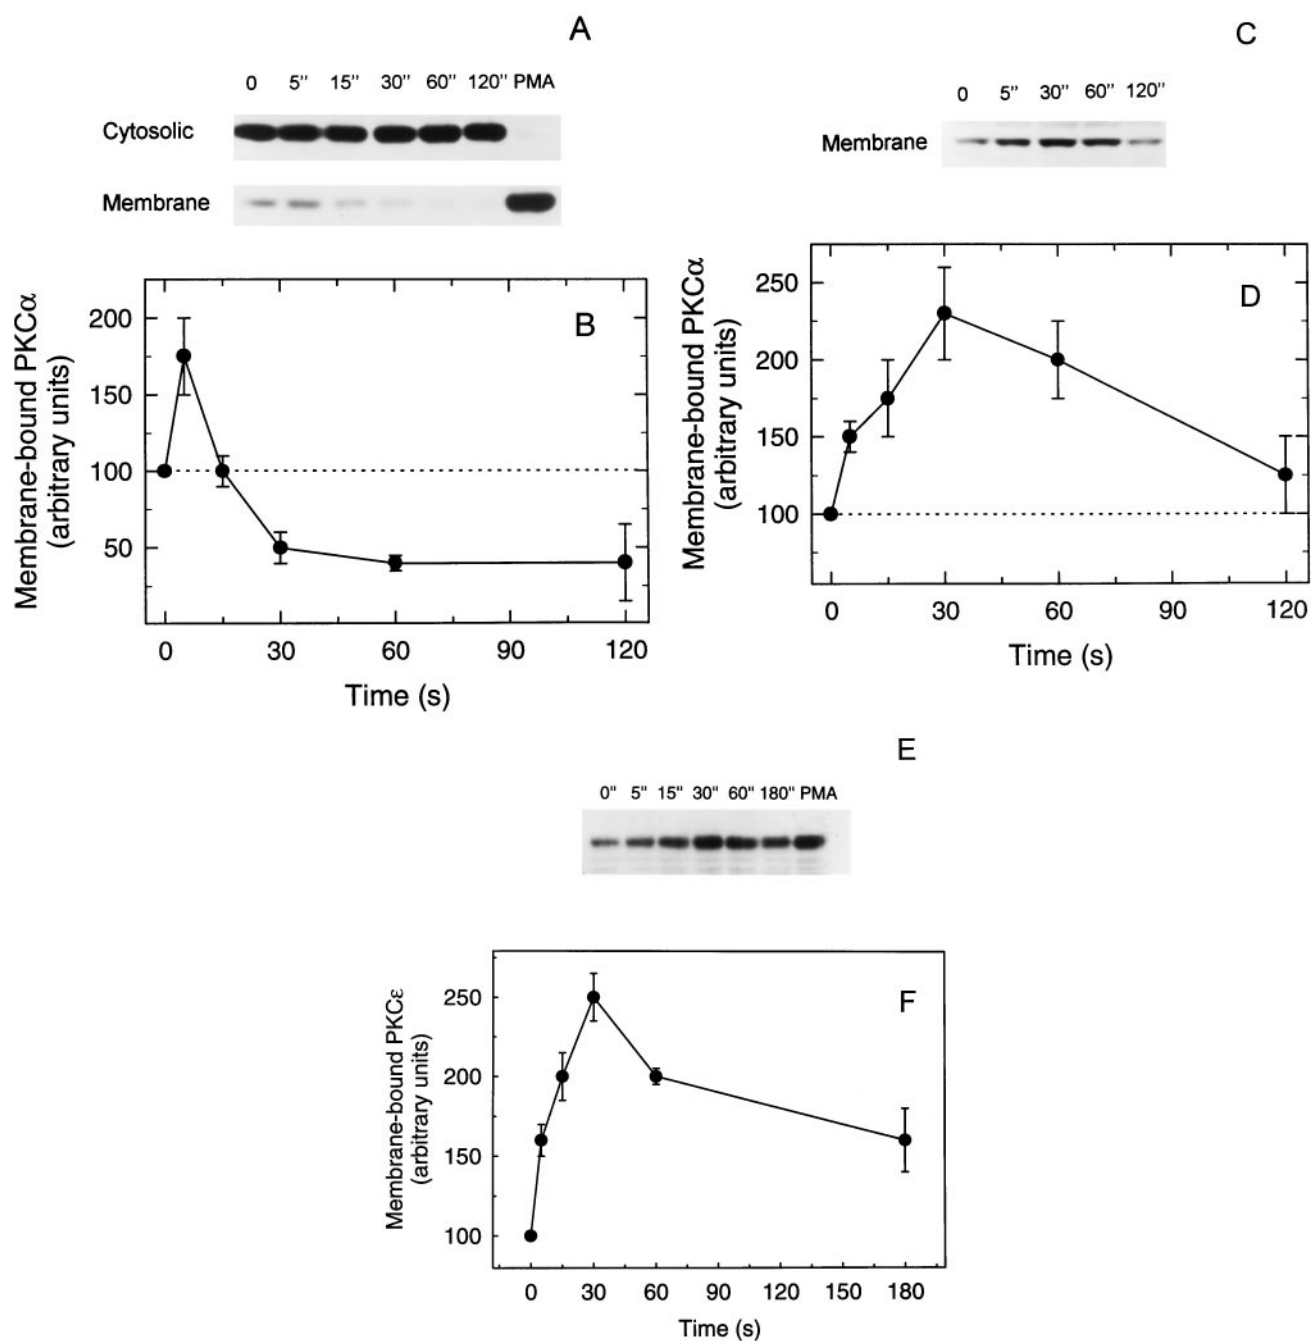 A
0 5" 15" 30" 60" 120" PMA
Cytosolic
Membrane
C
0 5" 30" 60" 120"
Membrane
Membrane-bound PKCα
(arbitrary units)
200
150
100
50
B
0 30 60 90 120
Time (s)
Membrane-bound PKCα
(arbitrary units)
250
200
150
100
D
0 30 60 90 120
Time (s)
E
0" 5" 15" 30" 60" 180" PMA
Membrane-bound PKCε
(arbitrary units)
250
200
150
100
F
0 30 60 90 120 150 180
Time (s)